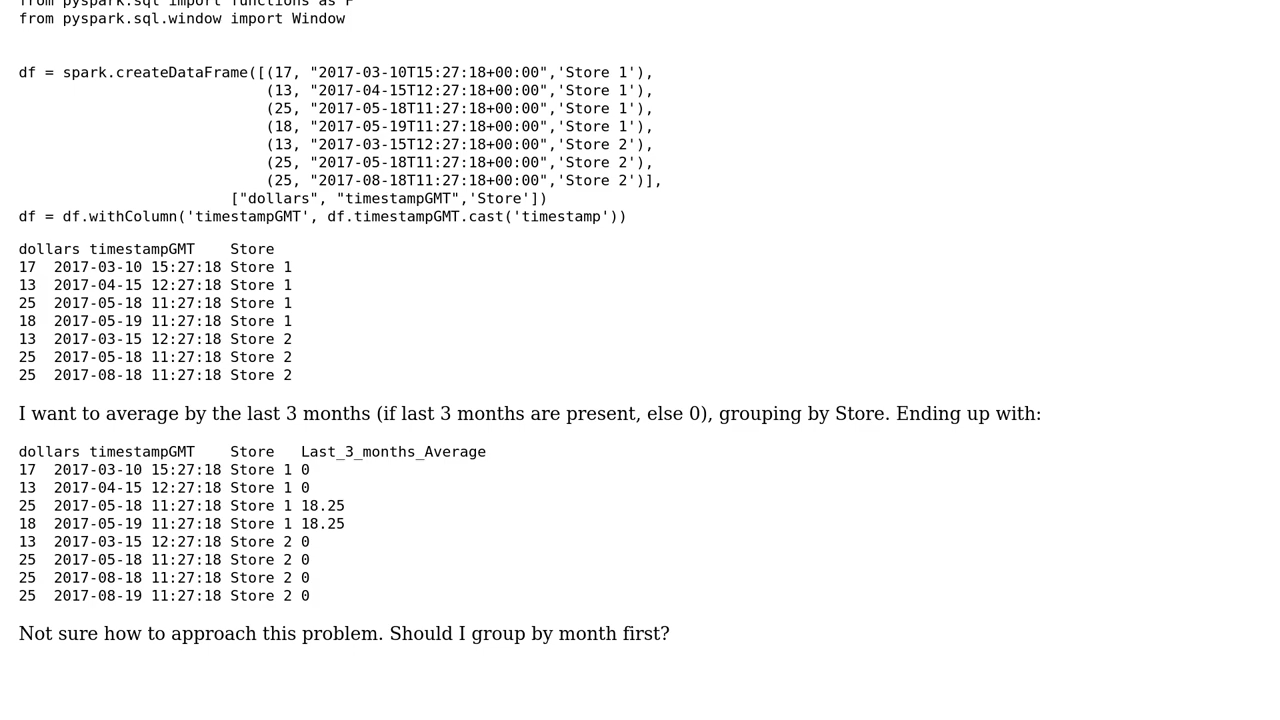 from pyspark.sql import functions as F
from pyspark.sql.window import Window
df = spark.createDataFrame([(17, "2017-03-10T15:27:18+00:00",'Store 1'),
(13, "2017-04-15T12:27:18+00:00",'Store 1'),
(25, "2017-05-18T11:27:18+00:00",'Store 1'),
(18, "2017-05-19T11:27:18+00:00",'Store 1'),
(13, "2017-03-15T12:27:18+00:00",'Store 2'),
(25, "2017-05-18T11:27:18+00:00",'Store 2'),
(25, "2017-08-18T11:27:18+00:00",'Store 2')],
["dollars", "timestampGMT",'Store'])
df = df.withColumn('timestampGMT', df.timestampGMT.cast('timestamp'))
dollars timestampGMT    Store
17  2017-03-10 15:27:18 Store 1
13  2017-04-15 12:27:18 Store 1
25  2017-05-18 11:27:18 Store 1
18  2017-05-19 11:27:18 Store 1
13  2017-03-15 12:27:18 Store 2
25  2017-05-18 11:27:18 Store 2
25  2017-08-18 11:27:18 Store 2
I want to average by the last 3 months (if last 3 months are present, else 0), grouping by Store. Ending up with:
dollars timestampGMT    Store   Last_3_months_Average
17  2017-03-10 15:27:18 Store 1 0
13  2017-04-15 12:27:18 Store 1 0
25  2017-05-18 11:27:18 Store 1 18.25
18  2017-05-19 11:27:18 Store 1 18.25
13  2017-03-15 12:27:18 Store 2 0
25  2017-05-18 11:27:18 Store 2 0
25  2017-08-18 11:27:18 Store 2 0
25  2017-08-19 11:27:18 Store 2 0
Not sure how to approach this problem. Should I group by month first?